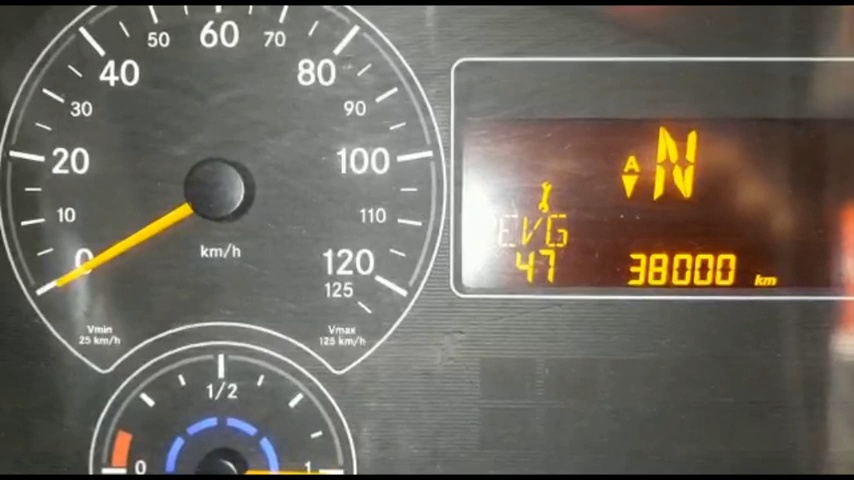 60
50 70
40 80
30 90
20 100
10 110
0 120
km/h
125
Vmin
25 km/h
Vmax
125 km/h
1/2
0 1
A N
EVG
47 38000 km